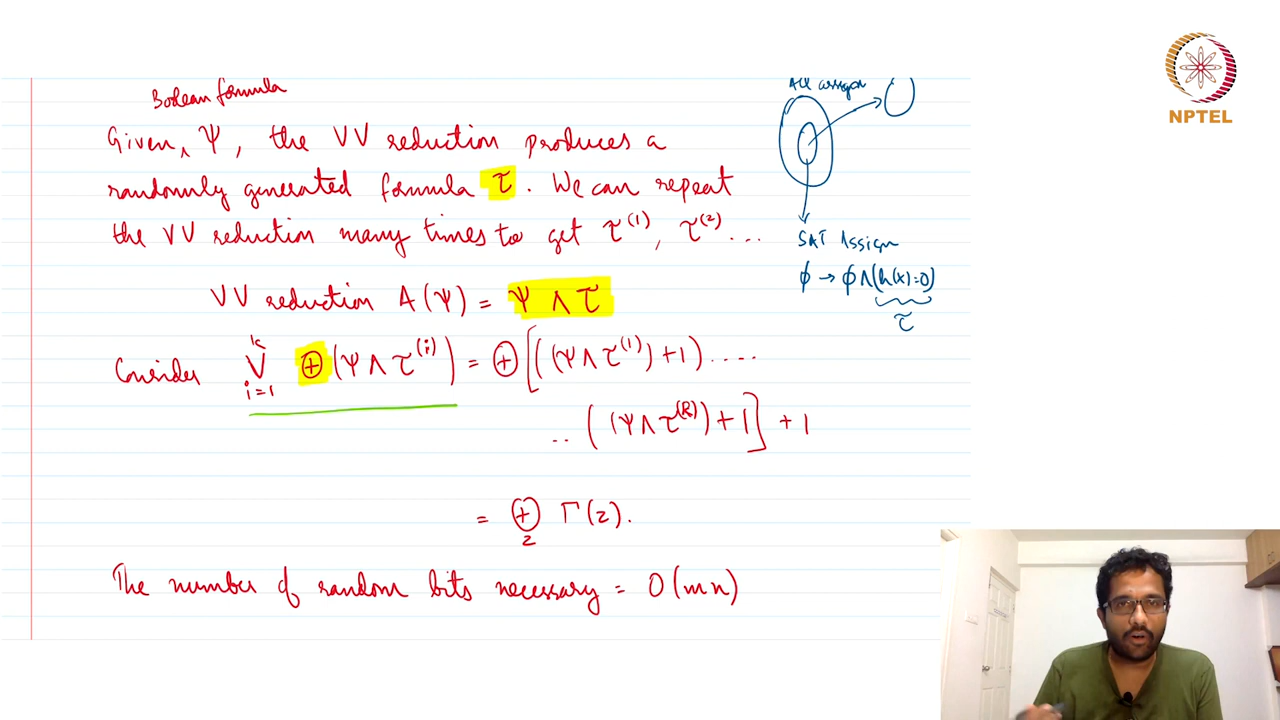 Boolean formula
Given ∧ Ψ, the VV reduction produces a
randomly generated formula τ. We can repeat
the VV reduction many times to get τ^(1), τ^(2) ...
VV reduction A(Ψ) = Ψ ∧ τ
Consider ⋁_{i=1}^{k} ⊕(Ψ ∧ τ^(i)) = ⊕[((Ψ ∧ τ^(1)) + 1) ....
.. ((Ψ ∧ τ^(k)) + 1] + 1
= ⊕_z Γ(z).
The number of random bits necessary = O(mn)
All assign
SAT Assign
φ → φ ∧ (h(x)=0)
τ
NPTEL